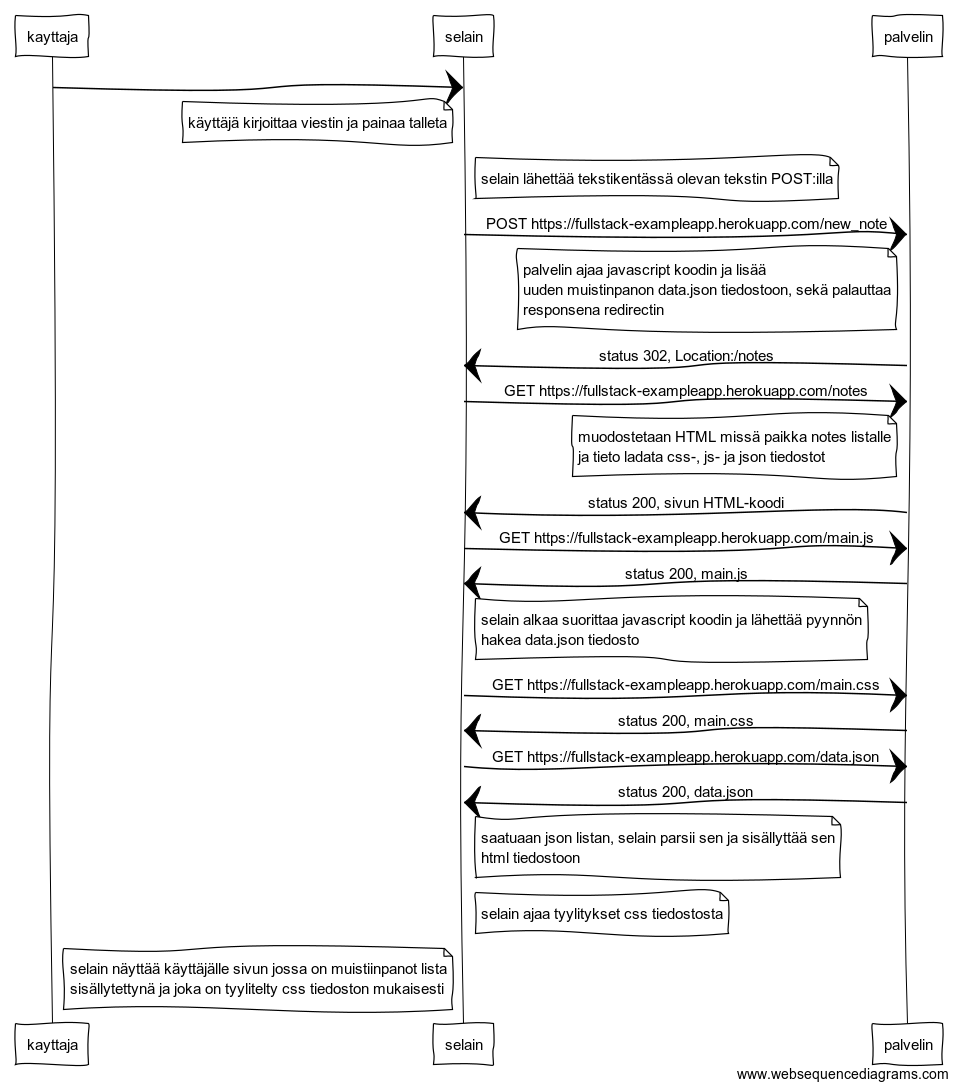 kayttaja
selain
palvelin
käyttäjä kirjoittaa viestin ja painaa talleta
selain lähettää tekstikentässä olevan tekstin POST:illa
POST https://fullstack-exampleapp.herokuapp.com/new_note
palvelin ajaa javascript koodin ja lisää
uuden muistinpanon data.json tiedostoon, sekä palauttaa
responsena redirectin
status 302, Location:/notes
GET https://fullstack-exampleapp.herokuapp.com/notes
muodostetaan HTML missä paikka notes listalle
ja tieto ladata css-, js- ja json tiedostot
status 200, sivun HTML-koodi
GET https://fullstack-exampleapp.herokuapp.com/main.js
status 200, main.js
selain alkaa suorittaa javascript koodin ja lähettää pyynnön
hakea data.json tiedosto
GET https://fullstack-exampleapp.herokuapp.com/main.css
status 200, main.css
GET https://fullstack-exampleapp.herokuapp.com/data.json
status 200, data.json
saatuaan json listan, selain parsii sen ja sisällyttää sen
html tiedostoon
selain ajaa tyylitykset css tiedostosta
selain näyttää käyttäjälle sivun jossa on muistiinpanot lista
sisällytettynä ja joka on tyylitelty css tiedoston mukaisesti
kayttaja
selain
palvelin
www.websequencediagrams.com